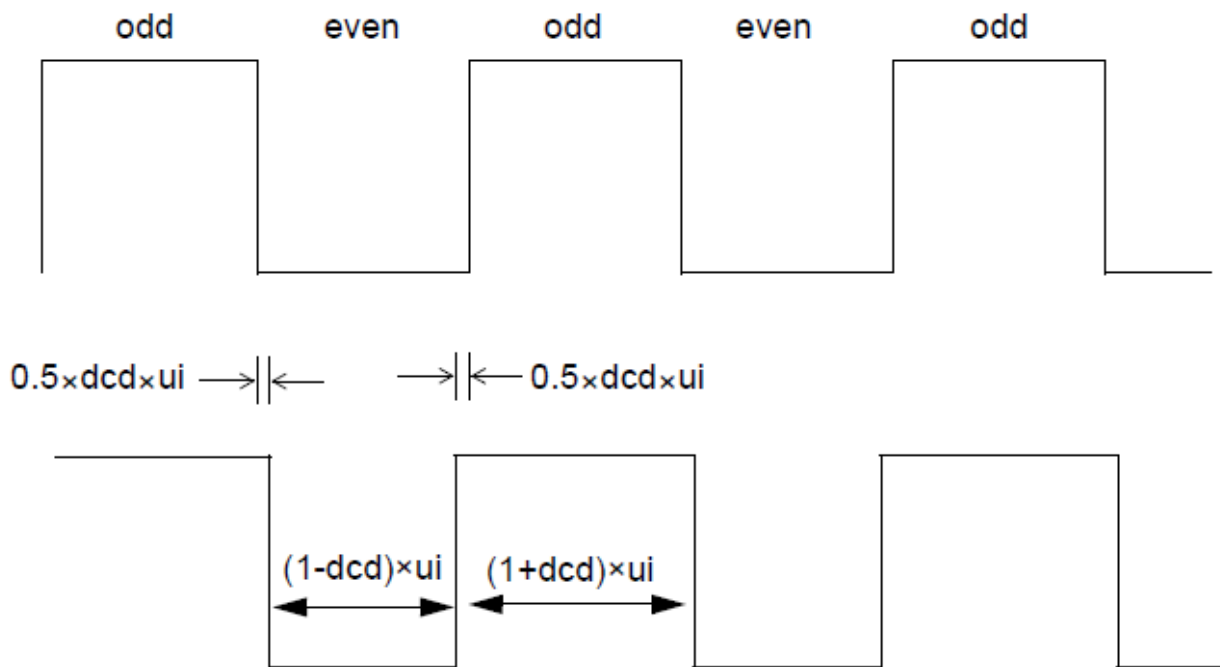 odd even odd even odd
0.5×dcd×ui 0.5×dcd×ui
(1-dcd)×ui (1+dcd)×ui